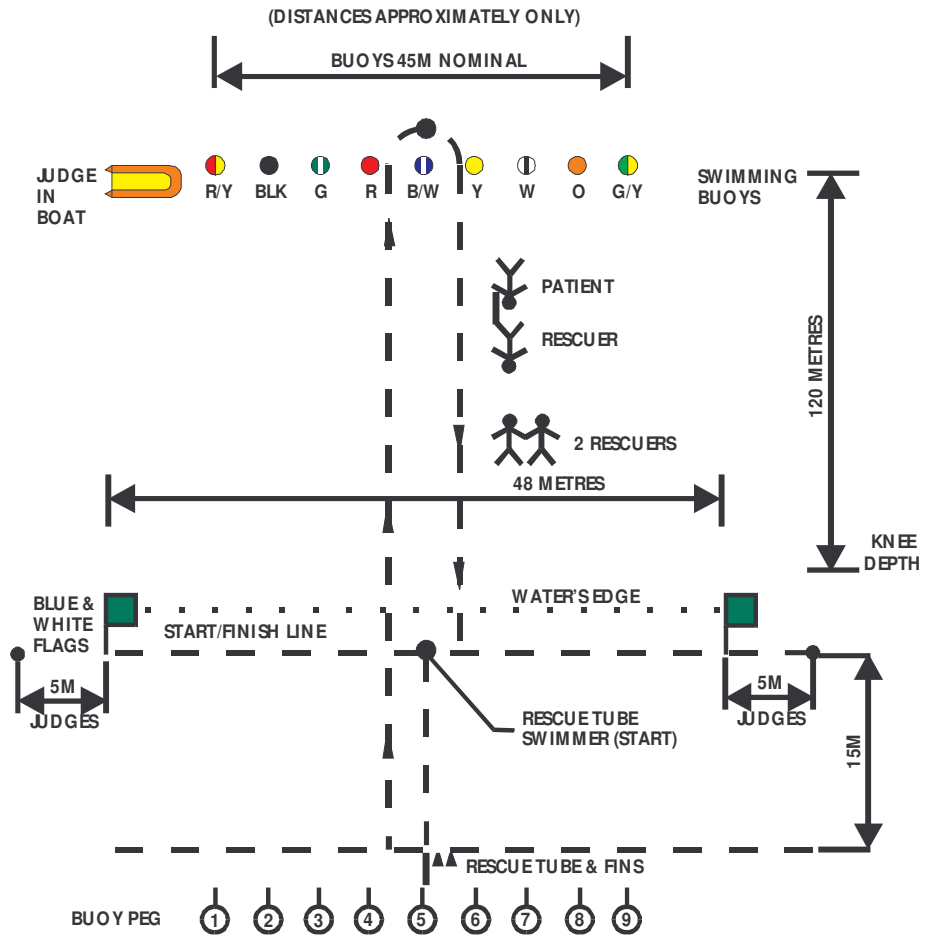 (DISTANCES APPROXIMATELY ONLY)
BUOYS 45M NOMINAL
JUDGE
IN
BOAT
R/Y BLK G R B/W Y W O G/Y
SWIMMING
BUOYS
PATIENT
RESCUER
120 METRES
2 RESCUERS
48 METRES
KNEE
DEPTH
BLUE &
WHITE
FLAGS
WATER'S EDGE
START/FINISH LINE
5M
JUDGES
5M
JUDGES
RESCUE TUBE
SWIMMER (START)
15M
RESCUE TUBE & FINS
BUOY PEG 1 2 3 4 5 6 7 8 9